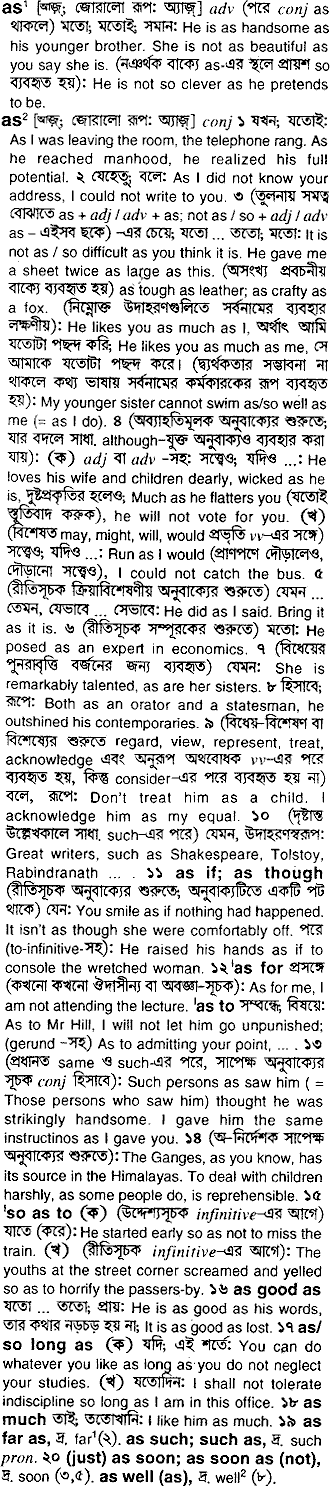 as¹ [অ্যজ়; জোরালো রূপ: অ্যাজ়] adv (পরে conj as
থাকলে) মতো; মতোই; সমান: He is as handsome as
his younger brother. She is not as beautiful as
you say she is. (নঞর্থক বাক্যে as-এর স্থলে প্রায়শ so
ব্যবহৃত হয়): He is not so clever as he pretends
to be.
as² [অ্যজ়; জোরালো রূপ: অ্যাজ়] conj ১ যখন; যতোই:
As I was leaving the room, the telephone rang. As
he reached manhood, he realized his full
potential. ২ যেহেতু; বলে: As I did not know your
address, I could not write to you. ৩ (তুলনায় সমত্ব
বোঝাতে as + adj / adv + as; not as / so + adj / adv
as – এইসব ছকে) –এর চেয়ে; যতো ... ততো; মতো: It is
not as / so difficult as you think it is. He gave me
a sheet twice as large as this. (অসংখ্য প্রবচনীয়
বাক্যে ব্যবহৃত হয়) as tough as leather; as crafty as
a fox. (নিম্নোক্ত উদাহরণগুলিতে সর্বনামের ব্যবহার
লক্ষণীয়): He likes you as much as I, অর্থাৎ আমি
যতোটা পছন্দ করি; He likes you as much as me, সে
আমাকে যতোটা পছন্দ করে। (দ্ব্যর্থকতার সম্ভাবনা না
থাকলে কথ্য ভাষায় সর্বনামের কর্মকারকের রূপ ব্যবহৃত
হয়): My younger sister cannot swim as/so well as
me (= as I do). ৪ (অব্যাহতিমূলক অনুবাক্যের শুরুতে;
যার বদলে সাধা. although–যুক্ত অনুবাক্যও ব্যবহার করা
যায়): (ক) adj বা adv -সহ: সত্ত্বেও; যদিও ...: He
loves his wife and children dearly, wicked as he
is, দুষ্টপ্রকৃতির হলেও; Much as he flatters you (যতোই
স্তুতিবাদ করুক), he will not vote for you. (খ)
(বিশেষত may, might, will, would প্রভৃতি vv–এর সঙ্গে)
সত্ত্বেও; যদিও ...: Run as I would (প্রাণপণে দৌড়ালেও,
দৌড়ানো সত্ত্বেও), I could not catch the bus. ৫
(রীতিসূচক ক্রিয়াবিশেষণীয় অনুবাক্যের শুরুতে) যেমন ...
তেমন, যেভাবে ... সেভাবে: He did as I said. Bring it
as it is. ৬ (রীতিসূচক সম্পূরকের শুরুতে) মতো: He
posed as an expert in economics. ৭ (বিধেয়ের
পুনরাবৃত্তি বর্জনের জন্য ব্যবহৃত) যেমন: She is
remarkably talented, as are her sisters. ৮ হিসাবে;
রূপে: Both as an orator and a statesman, he
outshined his contemporaries. ৯ (বিধেয়–বিশেষণ বা
বিশেষ্যের শুরুতে regard, view, represent, treat,
acknowledge এবং অনুরূপ অর্থবোধক vv–এর পরে
ব্যবহৃত হয়, কিন্তু consider–এর পরে ব্যবহৃত হয় না)
বলে, রূপে: Don't treat him as a child. I
acknowledge him as my equal. ১০ (দৃষ্টান্ত
উল্লেখকালে সাধা. such–এর পরে) যেমন, উদাহরণস্বরূপ:
Great writers, such as Shakespeare, Tolstoy,
Rabindranath ... . ১১ as if; as though
(রীতিসূচক অনুবাক্যের শুরুতে; অনুবাক্যটিতে একটি পট
থাকে) যেন: You smile as if nothing had happened.
It isn't as though she were comfortably off. পরে
(to-infinitive-সহ): He raised his hands as if to
console the wretched woman. ১২ ˈas for প্রসঙ্গে
(কখনো কখনো ঔদাসীন্য বা অবজ্ঞা–সূচক): As for me, I
am not attending the lecture. ˈas to সম্বন্ধে, বিষয়ে:
As to Mr Hill, I will not let him go unpunished;
(gerund -সহ) As to admitting your point, ... . ১৩
(প্রধানত same ও such-এর পরে, সাপেক্ষ অনুবাক্যের
সূচক conj হিসাবে): Such persons as saw him ( =
Those persons who saw him) thought he was
strikingly handsome. I gave him the same
instructinos as I gave you. ১৪ (অ–নির্দেশক সাপেক্ষ
অনুবাক্যের শুরুতে): The Ganges, as you know, has
its source in the Himalayas. To deal with children
harshly, as some people do, is reprehensible. ১৫
ˈso as to (ক) (উদ্দেশ্যসূচক infinitive–এর আগে)
যাতে (করে): He started early so as not to miss the
train. (খ) (রীতিসূচক infinitive–এর আগে): The
youths at the street corner screamed and yelled
so as to horrify the passers-by. ১৬ as good as
যতো ... ততো; প্রায়: He is as good as his words,
তার কথার নড়চড় হয় না; It is as good as lost. ১৭ as/
so long as (ক) যদি; এই শর্তে: You can do
whatever you like as long as you do not neglect
your studies. (খ) যতোদিন: I shall not tolerate
indiscipline so long as I am in this office. ১৮ as
much তাই; ততোখানি: I like him as much. ১৯ as
far as, দ্র. far¹(২). as such; such as, দ্র. such
pron. ২০ (just) as soon; as soon as (not),
দ্র. soon (৩,৫). as well (as), দ্র. well² (৮).